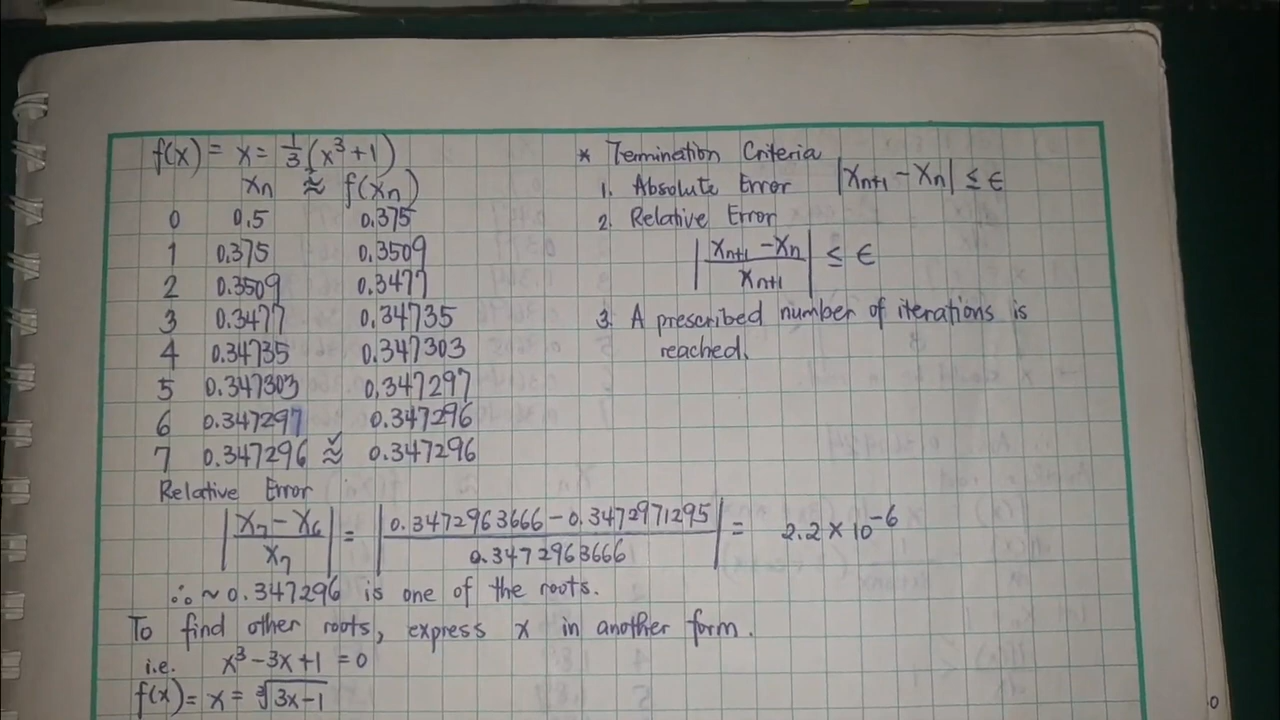 f(x) = x = 1/3 (x³ + 1)
xₙ ≈ f(xₙ)
0 0.5 0.375
1 0.375 0.3509
2 0.3509 0.3477
3 0.3477 0.34735
4 0.34735 0.347303
5 0.347303 0.347297
6 0.347297 0.347296
7 0.347296 ≈ 0.347296
Relative Error
|(x₇ - x₆)/x₇| = |(0.3472963666 - 0.3472971295)/0.3472963666| = 2.2 × 10⁻⁶
∴ ~ 0.347296 is one of the roots.
To find other roots, express x in another form.
i.e. x³ - 3x + 1 = 0
f(x) = x = ∛(3x-1)
* Termination Criteria
1. Absolute Error |xₙ₊₁ - xₙ| ≤ ϵ
2. Relative Error
|(xₙ₊₁ - xₙ)/xₙ₊₁| ≤ ϵ
3. A prescribed number of iterations is
reached.